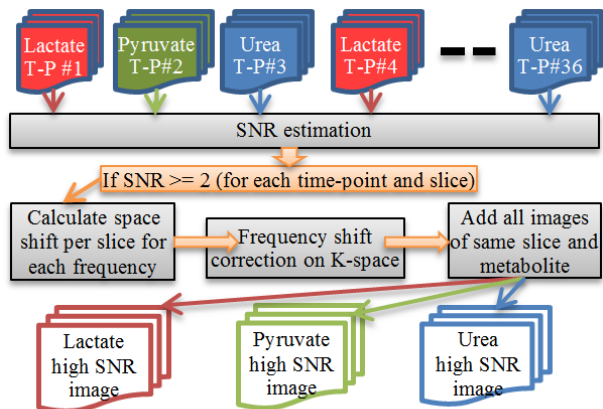 Lactate
T-P #1
Pyruvate
T-P#2
Urea
T-P#3
Lactate
T-P#4
Urea
T-P#36
SNR estimation
If SNR >= 2 (for each time-point and slice)
Calculate space
shift per slice for
each frequency
Frequency shift
correction on K-space
Add all images
of same slice and
metabolite
Lactate
high SNR
image
Pyruvate
high SNR
image
Urea
high SNR
image